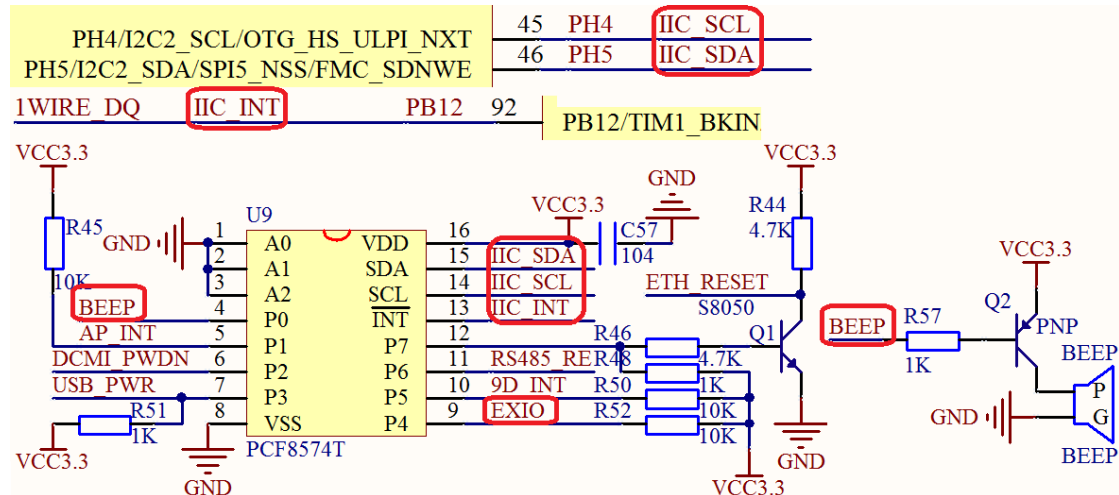 45 PH4 IIC_SCL
PH4/I2C2_SCL/OTG_HS_ULPI_NXT
46 PH5 IIC_SDA
PH5/I2C2_SDA/SPI5_NSS/FMC_SDNWE
1WIRE_DQ IIC_INT PB12 92
PB12/TIM1_BKIN
VCC3.3 VCC3.3
GND
R45 U9 VCC3.3 C57 R44
GND 1 A0 VDD 16 104 4.7K
2 A1 SDA 15 IIC_SDA
10K 3 A2 SCL 14 IIC_SCL ETH_RESET
BEEP 4 P0 INT 13 IIC_INT S8050
AP_INT 5 P1 P7 12 R46 4.7K Q1
DCMI_PWDN 6 P2 P6 11 RS485_RE R48 1K
USB_PWR 7 P3 P5 10 9D_INT R50 10K
R51 1K 8 VSS P4 9 EXIO R52 10K
VCC3.3 PCF8574T
GND VCC3.3 GND
VCC3.3
BEEP R57 Q2
1K PNP
BEEP
P
GND G
BEEP